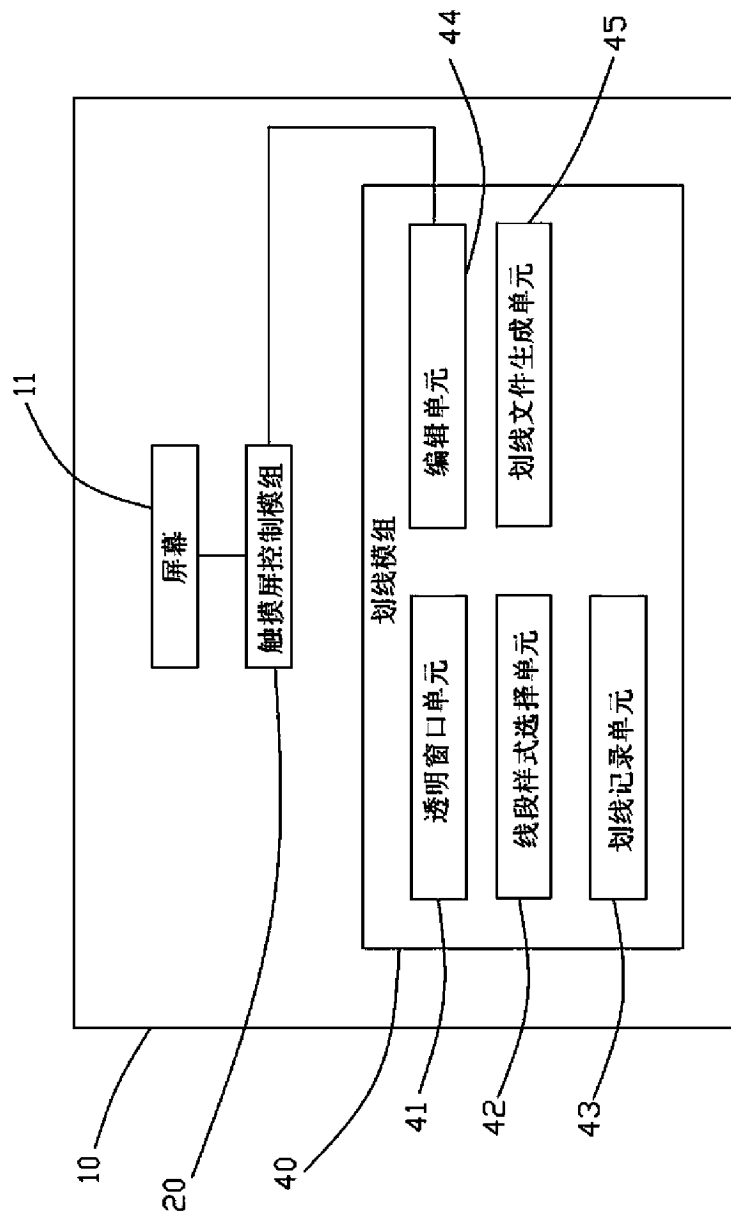 10
11
屏幕
触摸屏控制模组
20
40
划线模组
透明窗口单元
41
编辑单元
44
线段样式选择单元
42
划线文件生成单元
45
划线记录单元
43